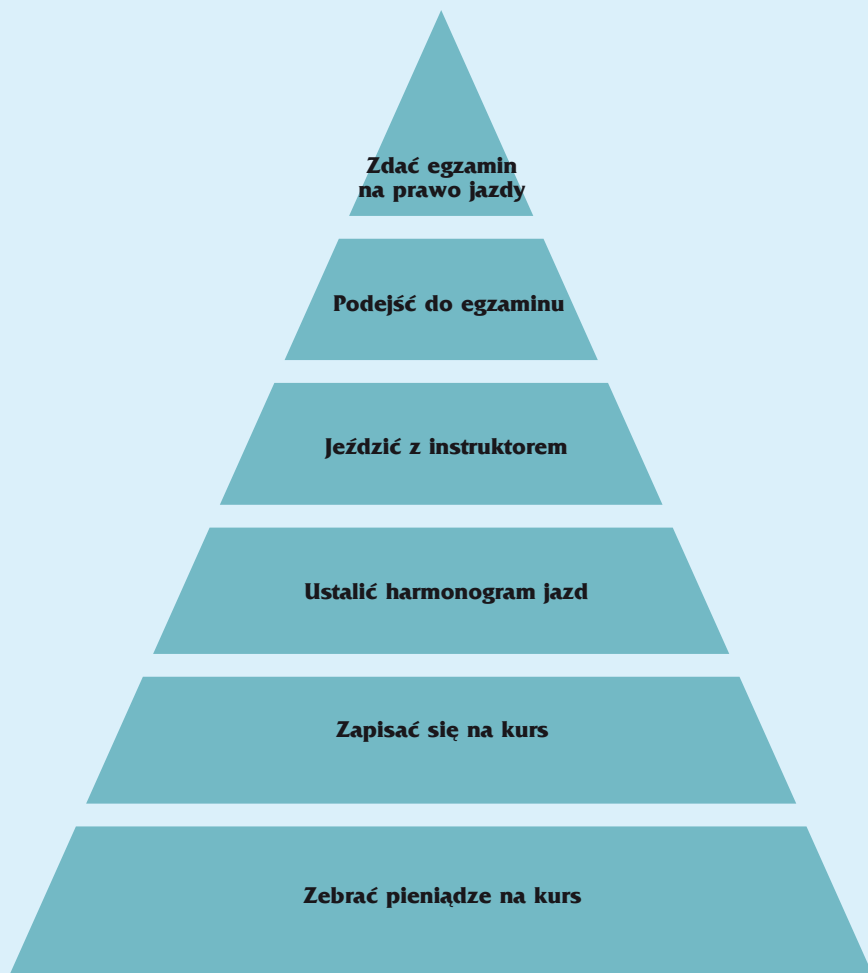 Zdać egzamin
na prawo jazdy
Podejść do egzaminu
Jeździć z instruktorem
Ustalić harmonogram jazd
Zapisać się na kurs
Zebrać pieniądze na kurs